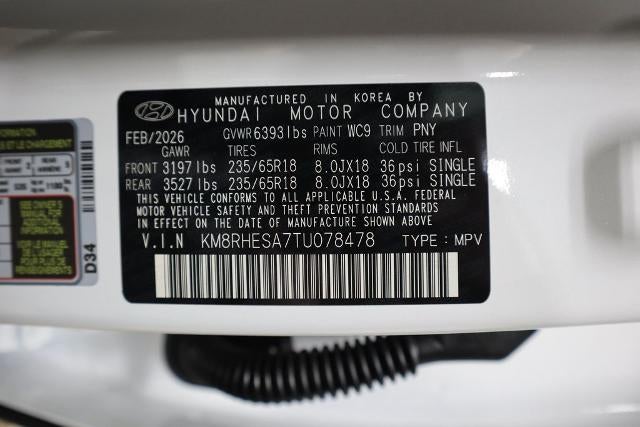 MANUFACTURED IN KOREA BY
HYUNDAI MOTOR COMPANY
FEB/2026 GVWR 6393lbs PAINT WC9 TRIM PNY
GAWR TIRES RIMS COLD TIRE INFL
FRONT 3197lbs 235/65R18 8.0JX18 36psi SINGLE
REAR 3527lbs 235/65R18 8.0JX18 36psi SINGLE
THIS VEHICLE CONFORMS TO ALL APPLICABLE U.S.A. FEDERAL
MOTOR VEHICLE SAFETY AND THEFT PREVENTION STANDARDS
IN EFFECT ON THE DATE OF MANUFACTURE SHOWN ABOVE
V.I.N KM8RHESA7TU078478 TYPE : MPV
D34